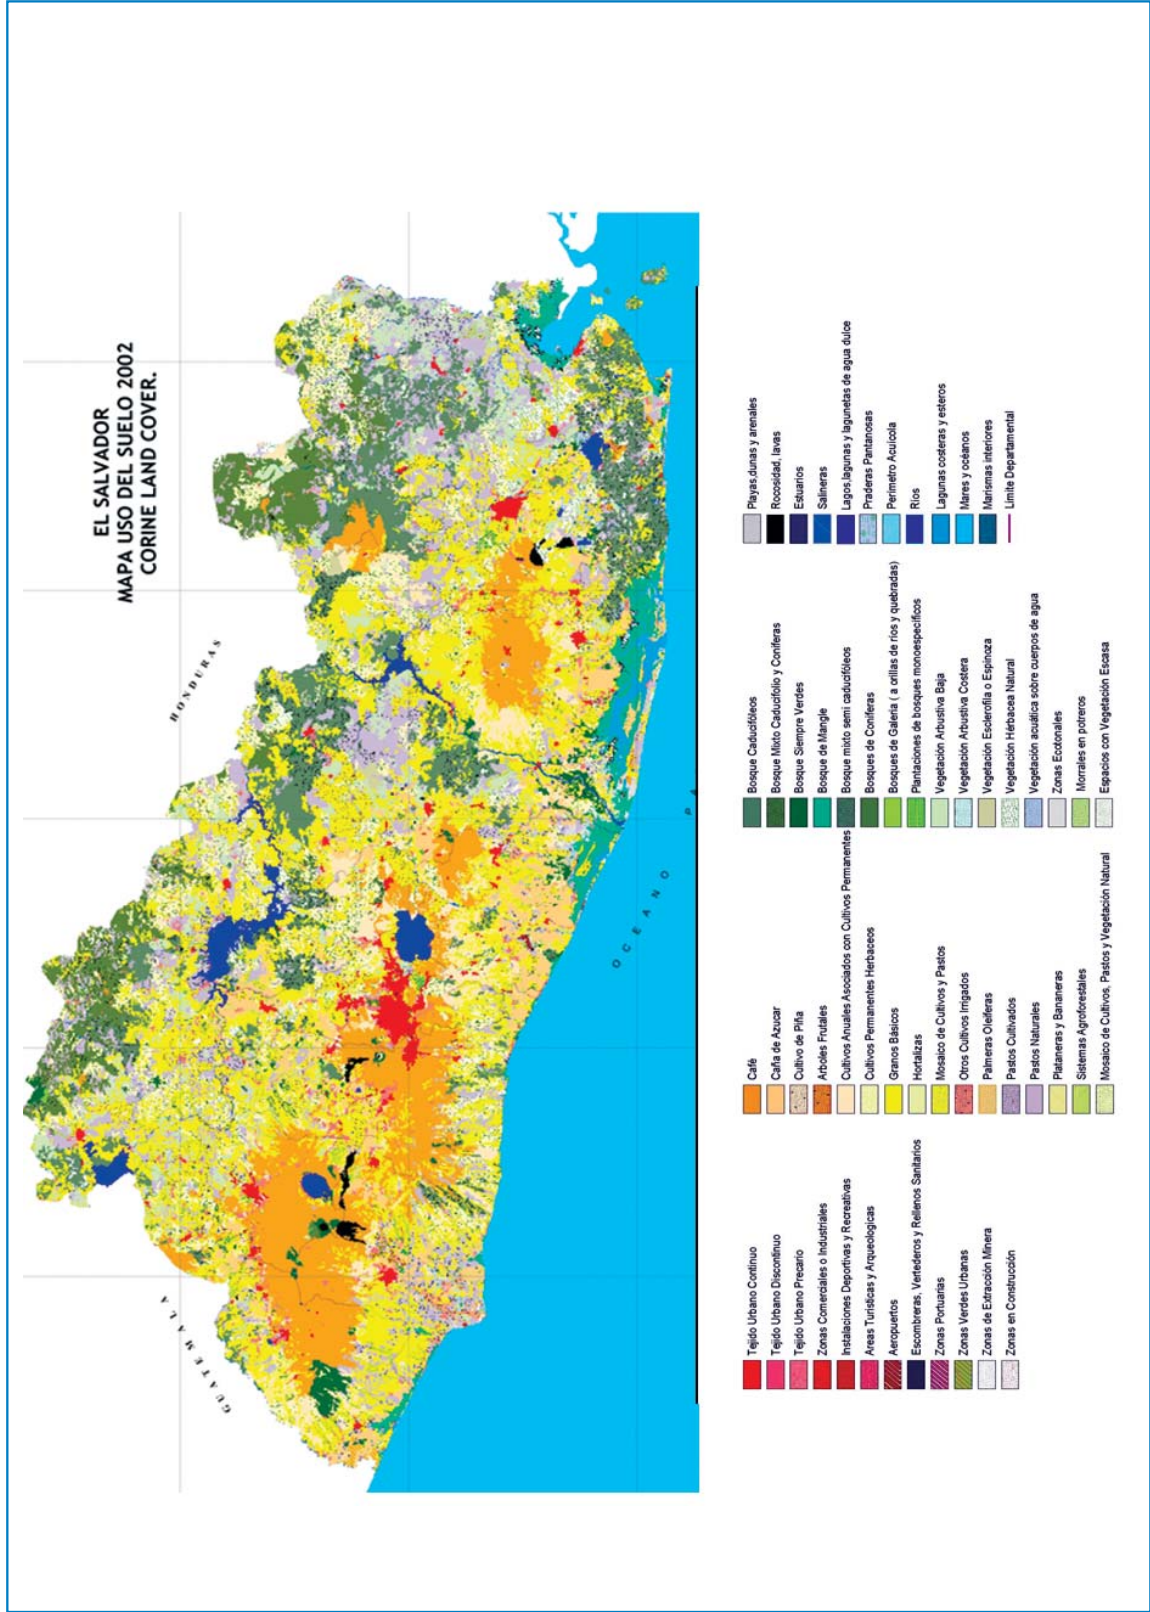 EL SALVADOR
MAPA USO DEL SUELO 2002
CORINE LAND COVER.
HONDURAS
GUATEMALA
OCEANO PA
Tejido Urbano Continuo
Tejido Urbano Discontinuo
Tejido Urbano Precario
Zonas Comerciales o Industriales
Instalaciones Deportivas y Recreativas
Areas Turisticas y Arqueologicas
Aeropuertos
Escombreras, Vertederos y Rellenos Sanitarios
Zonas Portuarias
Zonas Verdes Urbanas
Zonas de Extracción Minera
Zonas en Construcción
Café
Caña de Azucar
Cultivo de Piña
Arboles Frutales
Cultivos Anuales Asociados con Cultivos Permanentes
Cultivos Permanentes Herbaceos
Granos Básicos
Hortalizas
Mosaico de Cultivos y Pastos
Otros Cultivos Irrigados
Palmeras Oleiferas
Pastos Cultivados
Pastos Naturales
Plataneras y Bananeras
Sistemas Agroforestales
Mosaico de Cultivos, Pastos y Vegetación Natural
Bosque Caducifóleos
Bosque Mixto Caducifolio y Coniferas
Bosque Siempre Verdes
Bosque de Mangle
Bosque mixto semi caducifóleos
Bosques de Coniferas
Bosques de Galeria ( a orillas de ríos y quebradas)
Plantaciones de bosques monoespecificos
Vegetación Arbustiva Baja
Vegetación Arbustiva Costera
Vegetación Esclerofila o Espinoza
Vegetación Herbacea Natural
Vegetación acuática sobre cuerpos de agua
Zonas Ecotonales
Morrales en potreros
Espacios con Vegetación Escasa
Playas,dunas y arenales
Rocosidad, lavas
Estuarios
Salineras
Lagos,lagunas y lagunetas de agua dulce
Praderas Pantanosas
Perimetro Acuícola
Ríos
Lagunas costeras y esteros
Mares y océanos
Marismas interiores
Limite Departamental